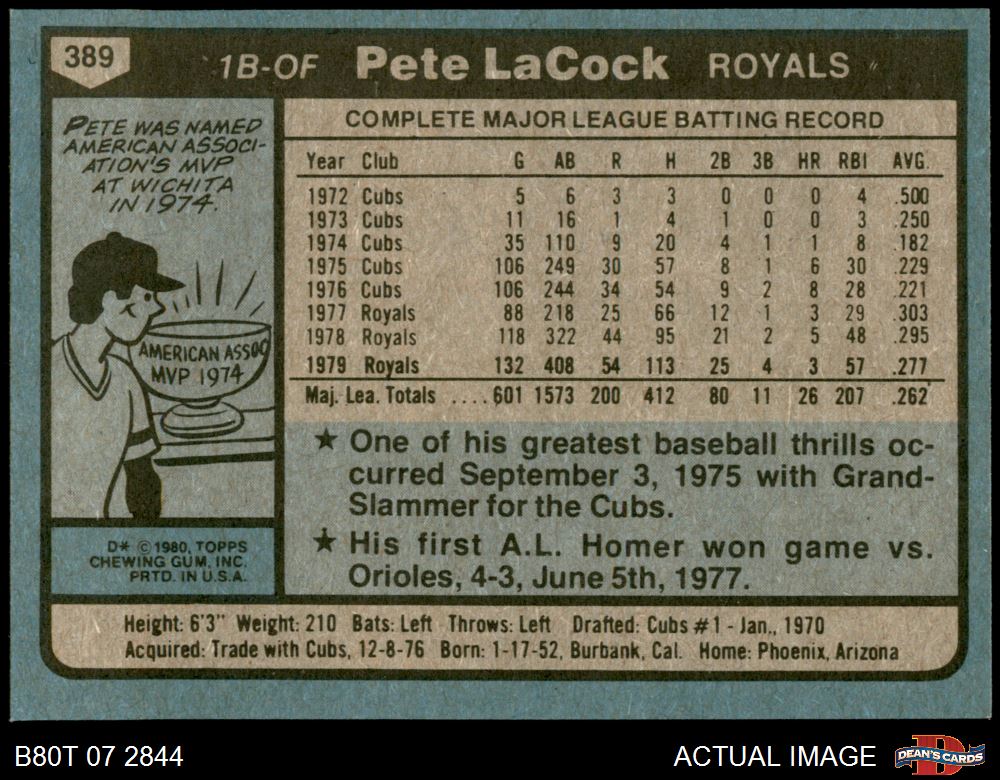 389 1B-OF Pete LaCock ROYALS
PETE WAS NAMED
AMERICAN ASSOCI-
ATION'S MVP
AT WICHITA
IN 1974.
AMERICAN ASSOC
MVP 1974
D* © 1980, TOPPS
CHEWING GUM, INC.
PRTD. IN U.S.A.
COMPLETE MAJOR LEAGUE BATTING RECORD
Year Club G AB R H 2B 3B HR RBI AVG.
1972 Cubs 5 6 3 3 0 0 0 4 .500
1973 Cubs 11 16 1 4 1 0 0 3 .250
1974 Cubs 35 110 9 20 4 1 1 8 .182
1975 Cubs 106 249 30 57 8 1 6 30 .229
1976 Cubs 106 244 34 54 9 2 8 28 .221
1977 Royals 88 218 25 66 12 1 3 29 .303
1978 Royals 118 322 44 95 21 2 5 48 .295
1979 Royals 132 408 54 113 25 4 3 57 .277
Maj. Lea. Totals ....601 1573 200 412 80 11 26 207 .262
★ One of his greatest baseball thrills oc-
curred September 3, 1975 with Grand-
Slammer for the Cubs.
★ His first A.L. Homer won game vs.
Orioles, 4-3, June 5th, 1977.
Height: 6'3" Weight: 210 Bats: Left Throws: Left Drafted: Cubs #1 - Jan., 1970
Acquired: Trade with Cubs, 12-8-76 Born: 1-17-52, Burbank, Cal. Home: Phoenix, Arizona
B80T 07 2844 ACTUAL IMAGE
D
DEAN'S CARDS